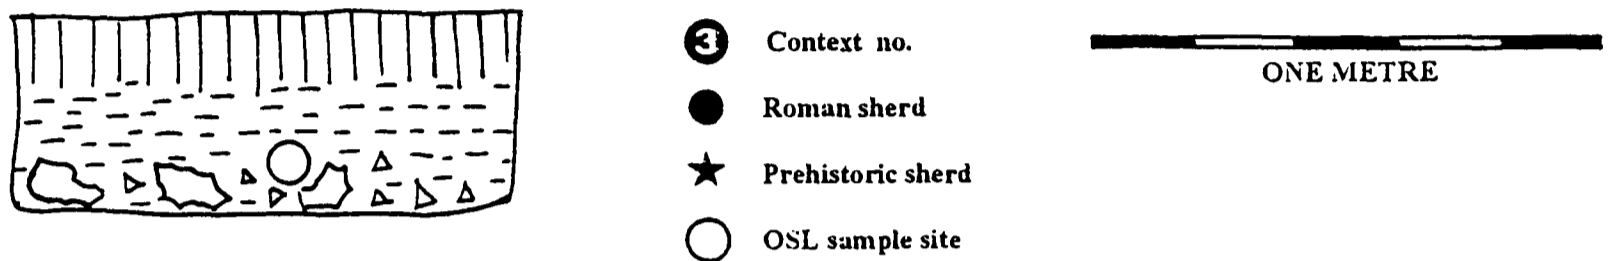 3 Context no.
Roman sherd
Prehistoric sherd
OSL sample site
ONE METRE